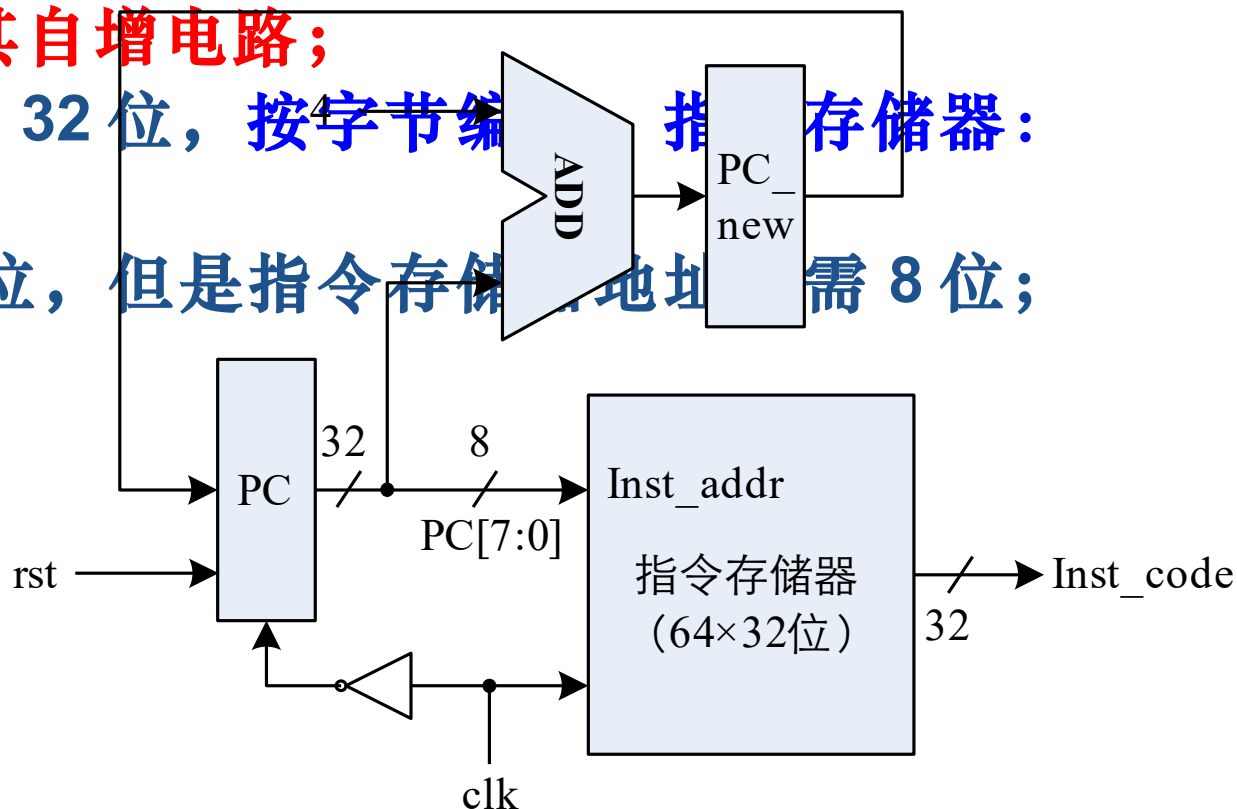 其自增电路；
32 位，按字节编 指 存储器：
4
ADD
PC_
new
位，但是指令存储 地址 需 8 位；
32
8
PC
Inst_addr
PC[7:0]
rst
指令存储器
（64×32位）
Inst_code
32
clk